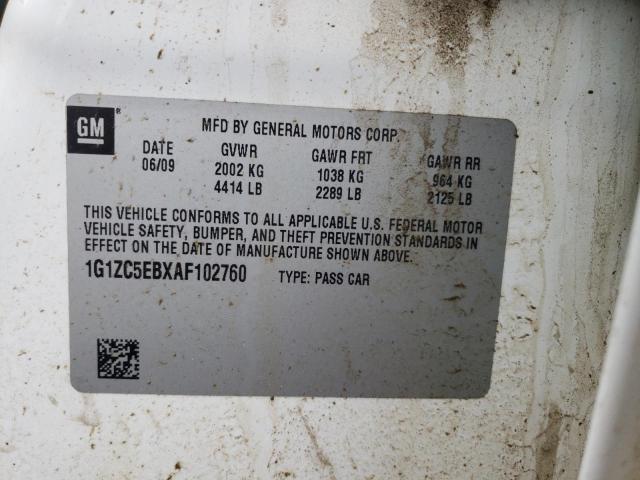 GM®
MFD BY GENERAL MOTORS CORP.
DATE GVWR GAWR FRT GAWR RR
06/09 2002 KG 1038 KG 964 KG
4414 LB 2289 LB 2125 LB
THIS VEHICLE CONFORMS TO ALL APPLICABLE U.S. FEDERAL MOTOR
VEHICLE SAFETY, BUMPER, AND THEFT PREVENTION STANDARDS IN
EFFECT ON THE DATE OF MANUFACTURE SHOWN ABOVE.
1G1ZC5EBXAF102760 TYPE: PASS CAR